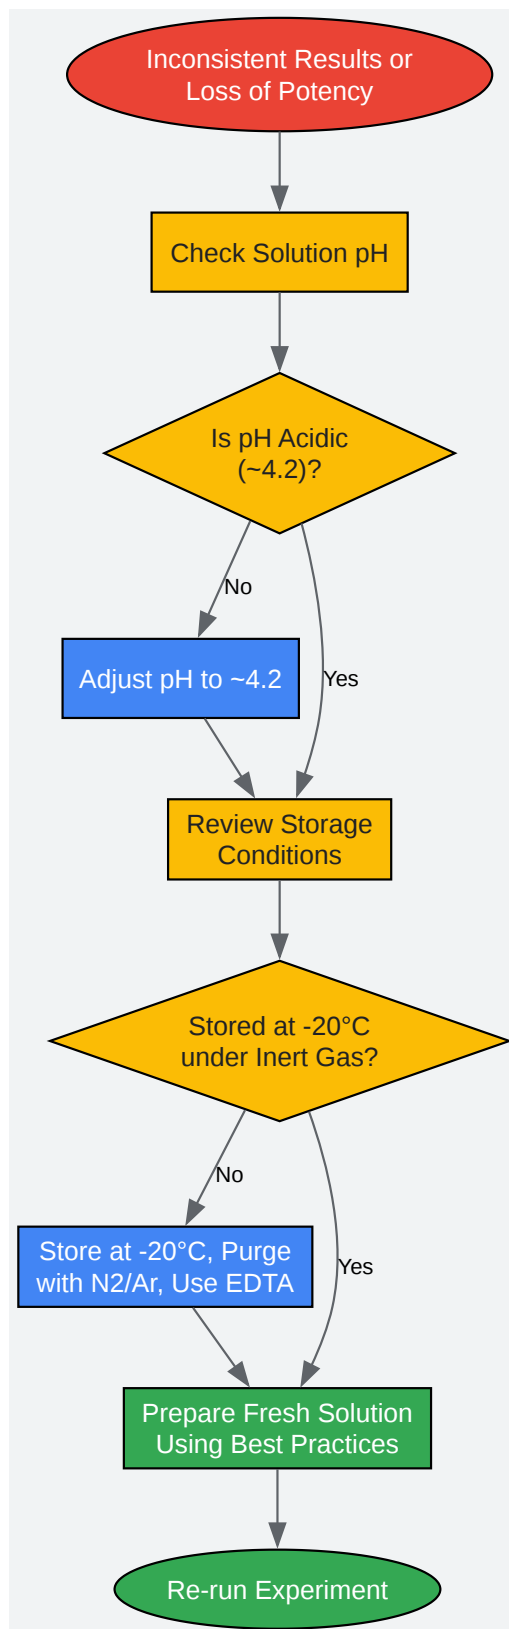 Inconsistent Results or
Loss of Potency
Check Solution pH
Is pH Acidic
(~4.2)?
No
Adjust pH to ~4.2
Yes
Review Storage
Conditions
Stored at -20°C
under Inert Gas?
No
Store at -20°C, Purge
with N2/Ar, Use EDTA
Yes
Prepare Fresh Solution
Using Best Practices
Re-run Experiment